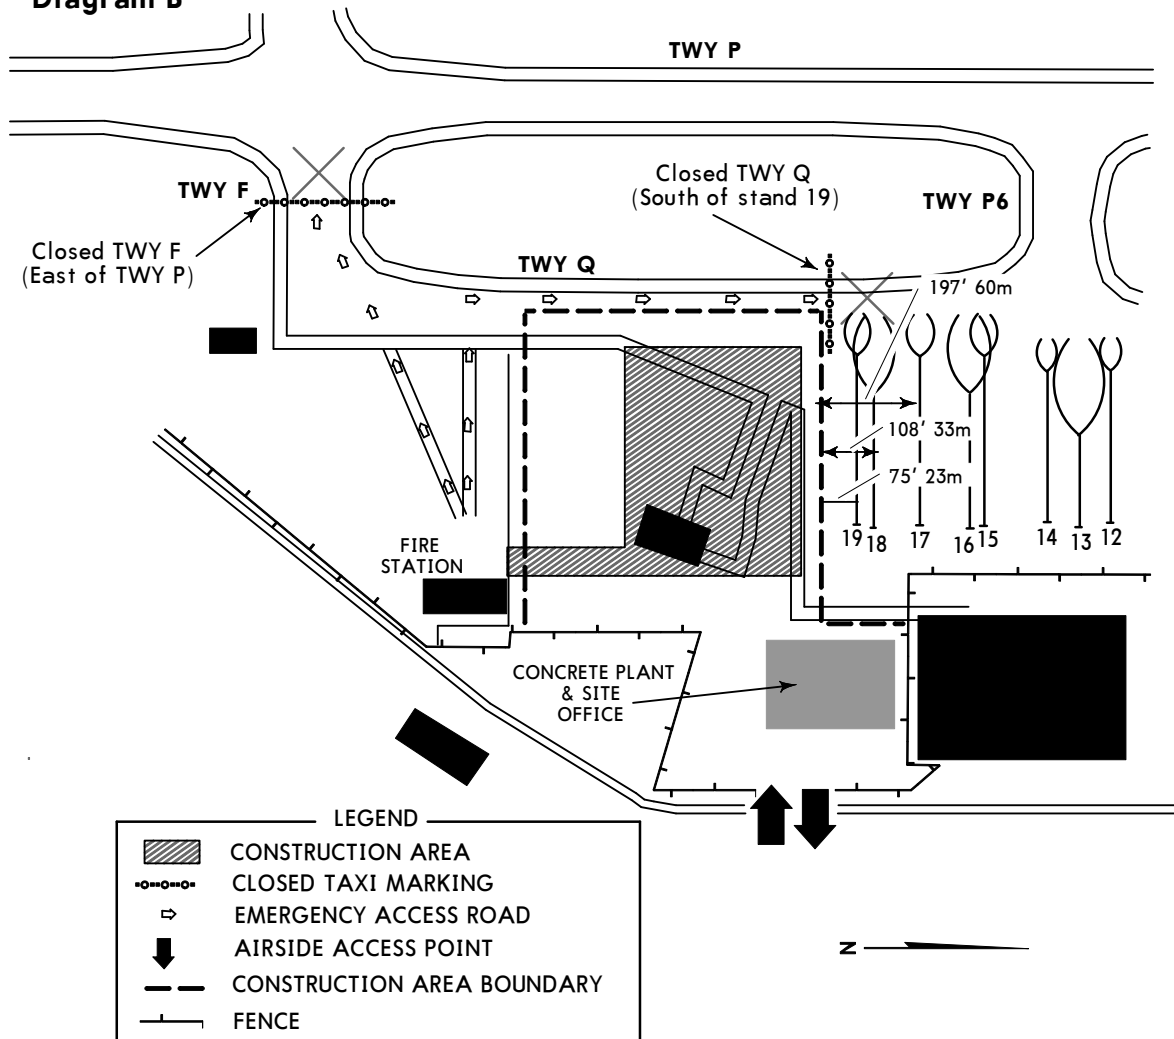 Diagram B
TWY P
TWY F
Closed TWY F
(East of TWY P)
Closed TWY Q
(South of stand 19)
TWY P6
TWY Q
197' 60m
108' 33m
75' 23m
19
18
17
16
15
14
13
12
FIRE
STATION
CONCRETE PLANT
& SITE
OFFICE
LEGEND
CONSTRUCTION AREA
CLOSED TAXI MARKING
EMERGENCY ACCESS ROAD
AIRSIDE ACCESS POINT
CONSTRUCTION AREA BOUNDARY
FENCE
N